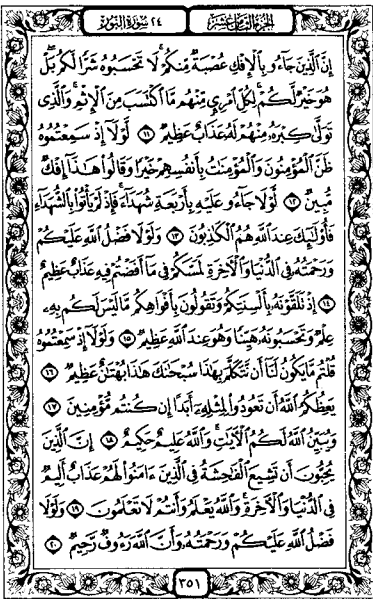 الجزء الثامن عشر
٢٤ سورة النور
إِنَّ ٱلَّذِينَ جَآءُو بِٱلْإِفْكِ عُصْبَةٌ مِّنكُمْ ۚ لَا تَحْسَبُوهُ شَرًّا لَّكُم ۖ بَلْ
هُوَ خَيْرٌ لَّكُمْ ۚ لِكُلِّ ٱمْرِئٍ مِّنْهُم مَّا ٱكْتَسَبَ مِنَ ٱلْإِثْمِ ۚ وَٱلَّذِى
تَوَلَّىٰ كِبْرَهُۥ مِنْهُمْ لَهُۥ عَذَابٌ عَظِيمٌ ١١ لَّوْلَآ إِذْ سَمِعْتُمُوهُ
ظَنَّ ٱلْمُؤْمِنُونَ وَٱلْمُؤْمِنَٰتُ بِأَنفُسِهِمْ خَيْرًا وَقَالُوا۟ هَٰذَآ إِفْكٌ
مُّبِينٌ ١٢ لَّوْلَا جَآءُو عَلَيْهِ بِأَرْبَعَةِ شُهَدَآءَ ۚ فَإِذْ لَمْ يَأْتُوا۟ بِٱلشُّهَدَآءِ
فَأُو۟لَٰٓئِكَ عِندَ ٱللَّهِ هُمُ ٱلْكَٰذِبُونَ ١٣ وَلَوْلَا فَضْلُ ٱللَّهِ عَلَيْكُمْ
وَرَحْمَتُهُۥ فِى ٱلدُّنْيَا وَٱلْءَاخِرَةِ لَمَسَّكُمْ فِى مَآ أَفَضْتُمْ فِيهِ عَذَابٌ عَظِيمٌ
١٤ إِذْ تَلَقَّوْنَهُۥ بِأَلْسِنَتِكُمْ وَتَقُولُونَ بِأَفْوَاهِكُم مَّا لَيْسَ لَكُم بِهِۦ
عِلْمٌ وَتَحْسَبُونَهُۥ هَيِّنًا وَهُوَ عِندَ ٱللَّهِ عَظِيمٌ ١٥ وَلَوْلَآ إِذْ سَمِعْتُمُوهُ
قُلْتُم مَّا يَكُونُ لَنَآ أَن نَّتَكَلَّمَ بِهَٰذَا سُبْحَٰنَكَ هَٰذَا بُهْتَٰنٌ عَظِيمٌ ١٦
يَعِظُكُمُ ٱللَّهُ أَن تَعُودُوا۟ لِمِثْلِهِۦٓ أَبَدًا إِن كُنتُم مُّؤْمِنِينَ ١٧
وَيُبَيِّنُ ٱللَّهُ لَكُمُ ٱلْءَايَٰتِ ۚ وَٱللَّهُ عَلِيمٌ حَكِيمٌ ١٨ إِنَّ ٱلَّذِينَ
يُحِبُّونَ أَن تَشِيعَ ٱلْفَٰحِشَةُ فِى ٱلَّذِينَ ءَامَنُوا۟ لَهُمْ عَذَابٌ أَلِيمٌ
فِى ٱلدُّنْيَا وَٱلْءَاخِرَةِ ۚ وَٱللَّهُ يَعْلَمُ وَأَنتُمْ لَا تَعْلَمُونَ ١٩ وَلَوْلَا
فَضْلُ ٱللَّهِ عَلَيْكُمْ وَرَحْمَتُهُۥ وَأَنَّ ٱللَّهَ رَءُوفٌ رَّحِيمٌ ٢٠
٣٥١